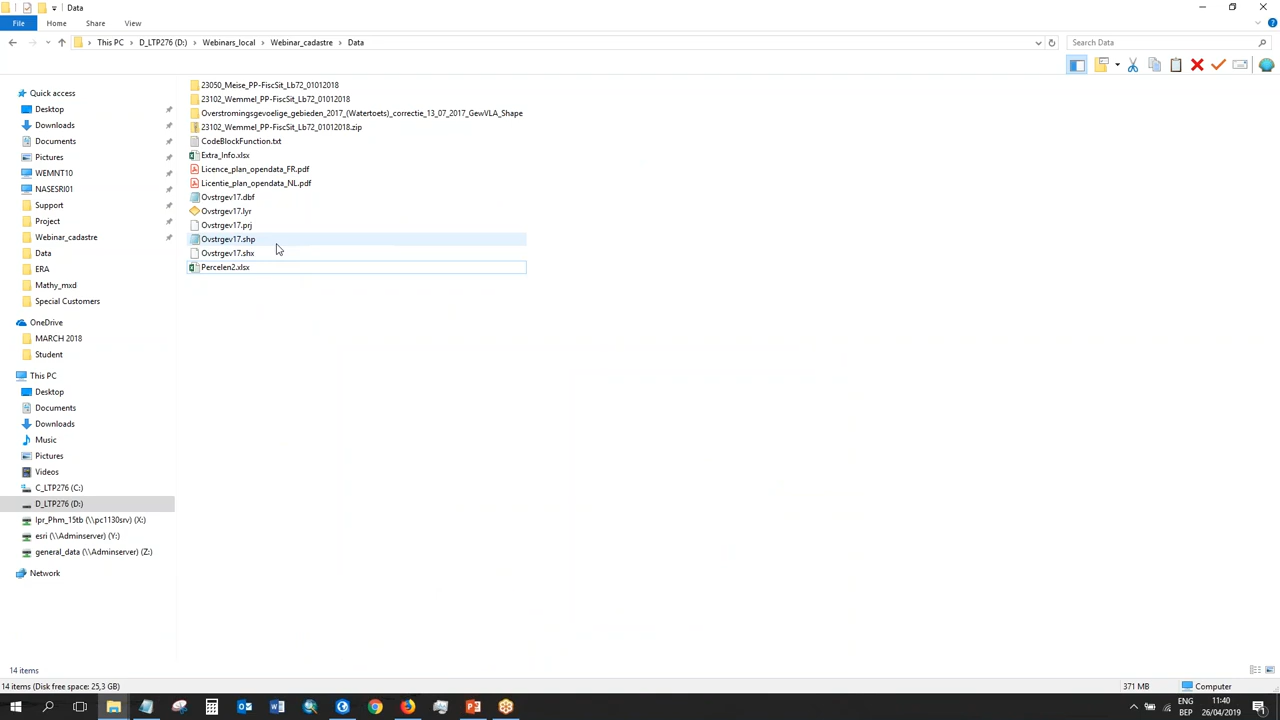 Data
File Home Share View
This PC D_LTP276 (D:) Webinars_local Webinar_cadastre Data
Search Data
Quick access
Desktop
Downloads
Documents
Pictures
WEMNT10
NASESRI01
Support
Project
Webinar_cadastre
Data
ERA
Mathy_mxd
Special Customers
OneDrive
MARCH 2018
Student
This PC
Desktop
Documents
Downloads
Music
Pictures
Videos
C_LTP276 (C:)
D_LTP276 (D:)
lpr_Phm_15tb (\\pc1130srv) (X:)
esri (\\Adminserver) (Y:)
general_data (\\Adminserver) (Z:)
Network
23050_Meise_PP-FiscSit_Lb72_01012018
23102_Wemmel_PP-FiscSit_Lb72_01012018
Overstromingsgevoelige_gebieden_2017_(Watertoets)_correctie_13_07_2017_GewVLA_Shape
23102_Wemmel_PP-FiscSit_Lb72_01012018.zip
CodeBlockFunction.txt
Extra_Info.xlsx
Licence_plan_opendata_FR.pdf
Licentie_plan_opendata_NL.pdf
Ovstrgev17.dbf
Ovstrgev17.lyr
Ovstrgev17.prj
Ovstrgev17.shp
Ovstrgev17.shx
Percelen2.xlsx
14 items
14 items (Disk free space: 25,3 GB)
371 MB
Computer
ENG
BEP
11:40
26/04/2019